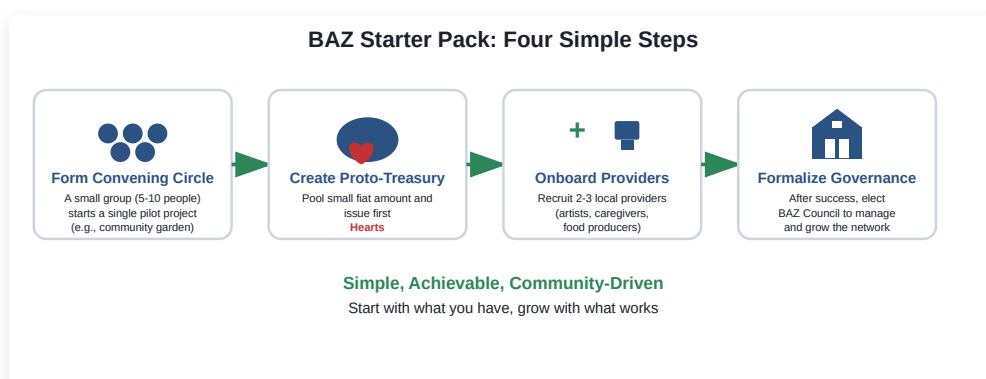 BAZ Starter Pack: Four Simple Steps
Form Convening Circle
A small group (5-10 people)
starts a single pilot project
(e.g., community garden)
Create Proto-Treasury
Pool small fiat amount and
issue first
Hearts
+
Onboard Providers
Recruit 2-3 local providers
(artists, caregivers,
food producers)
Formalize Governance
After success, elect
BAZ Council to manage
and grow the network
Simple, Achievable, Community-Driven
Start with what you have, grow with what works